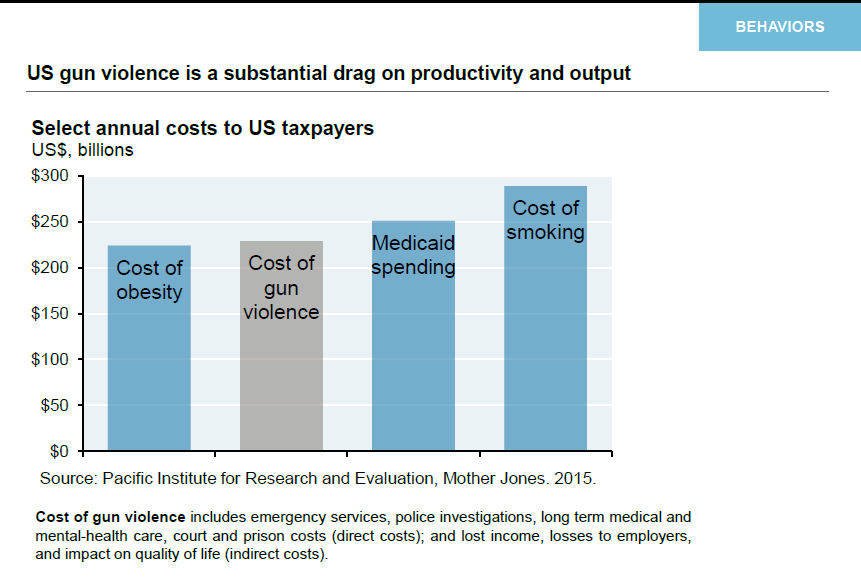 BEHAVIORS
US gun violence is a substantial drag on productivity and output
Select annual costs to US taxpayers
US$, billions
$300
$250
$200
$150
$100
$50
$0
Cost of
obesity
Cost of
gun
violence
Medicaid
spending
Cost of
smoking
Source: Pacific Institute for Research and Evaluation, Mother Jones. 2015.
Cost of gun violence includes emergency services, police investigations, long term medical and
mental-health care, court and prison costs (direct costs); and lost income, losses to employers,
and impact on quality of life (indirect costs).